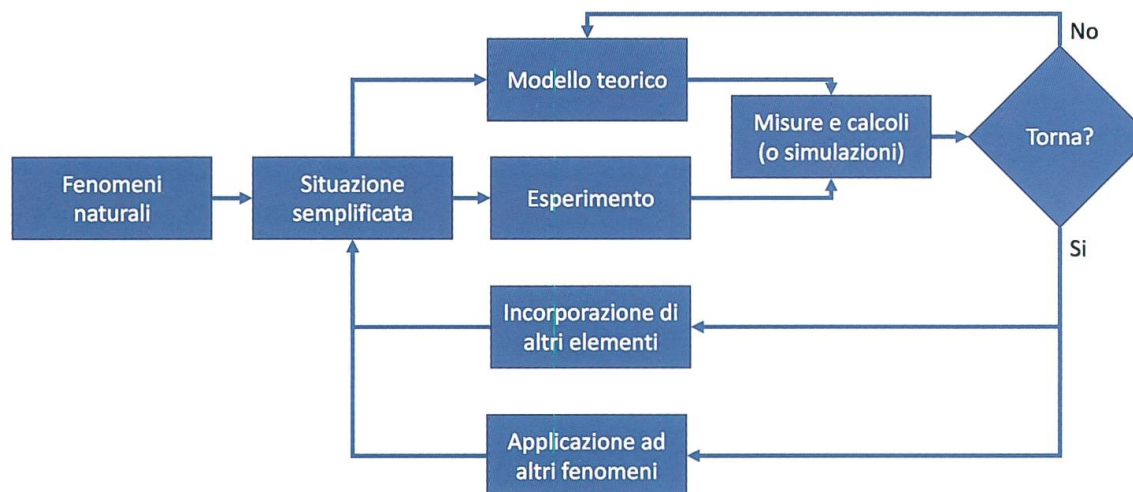 No
Modello teorico
Misure e calcoli
(o simulazioni)
Torna?
Fenomeni
naturali
Situazione
semplificata
Esperimento
Si
Incorporazione di
altri elementi
Applicazione ad
altri fenomeni